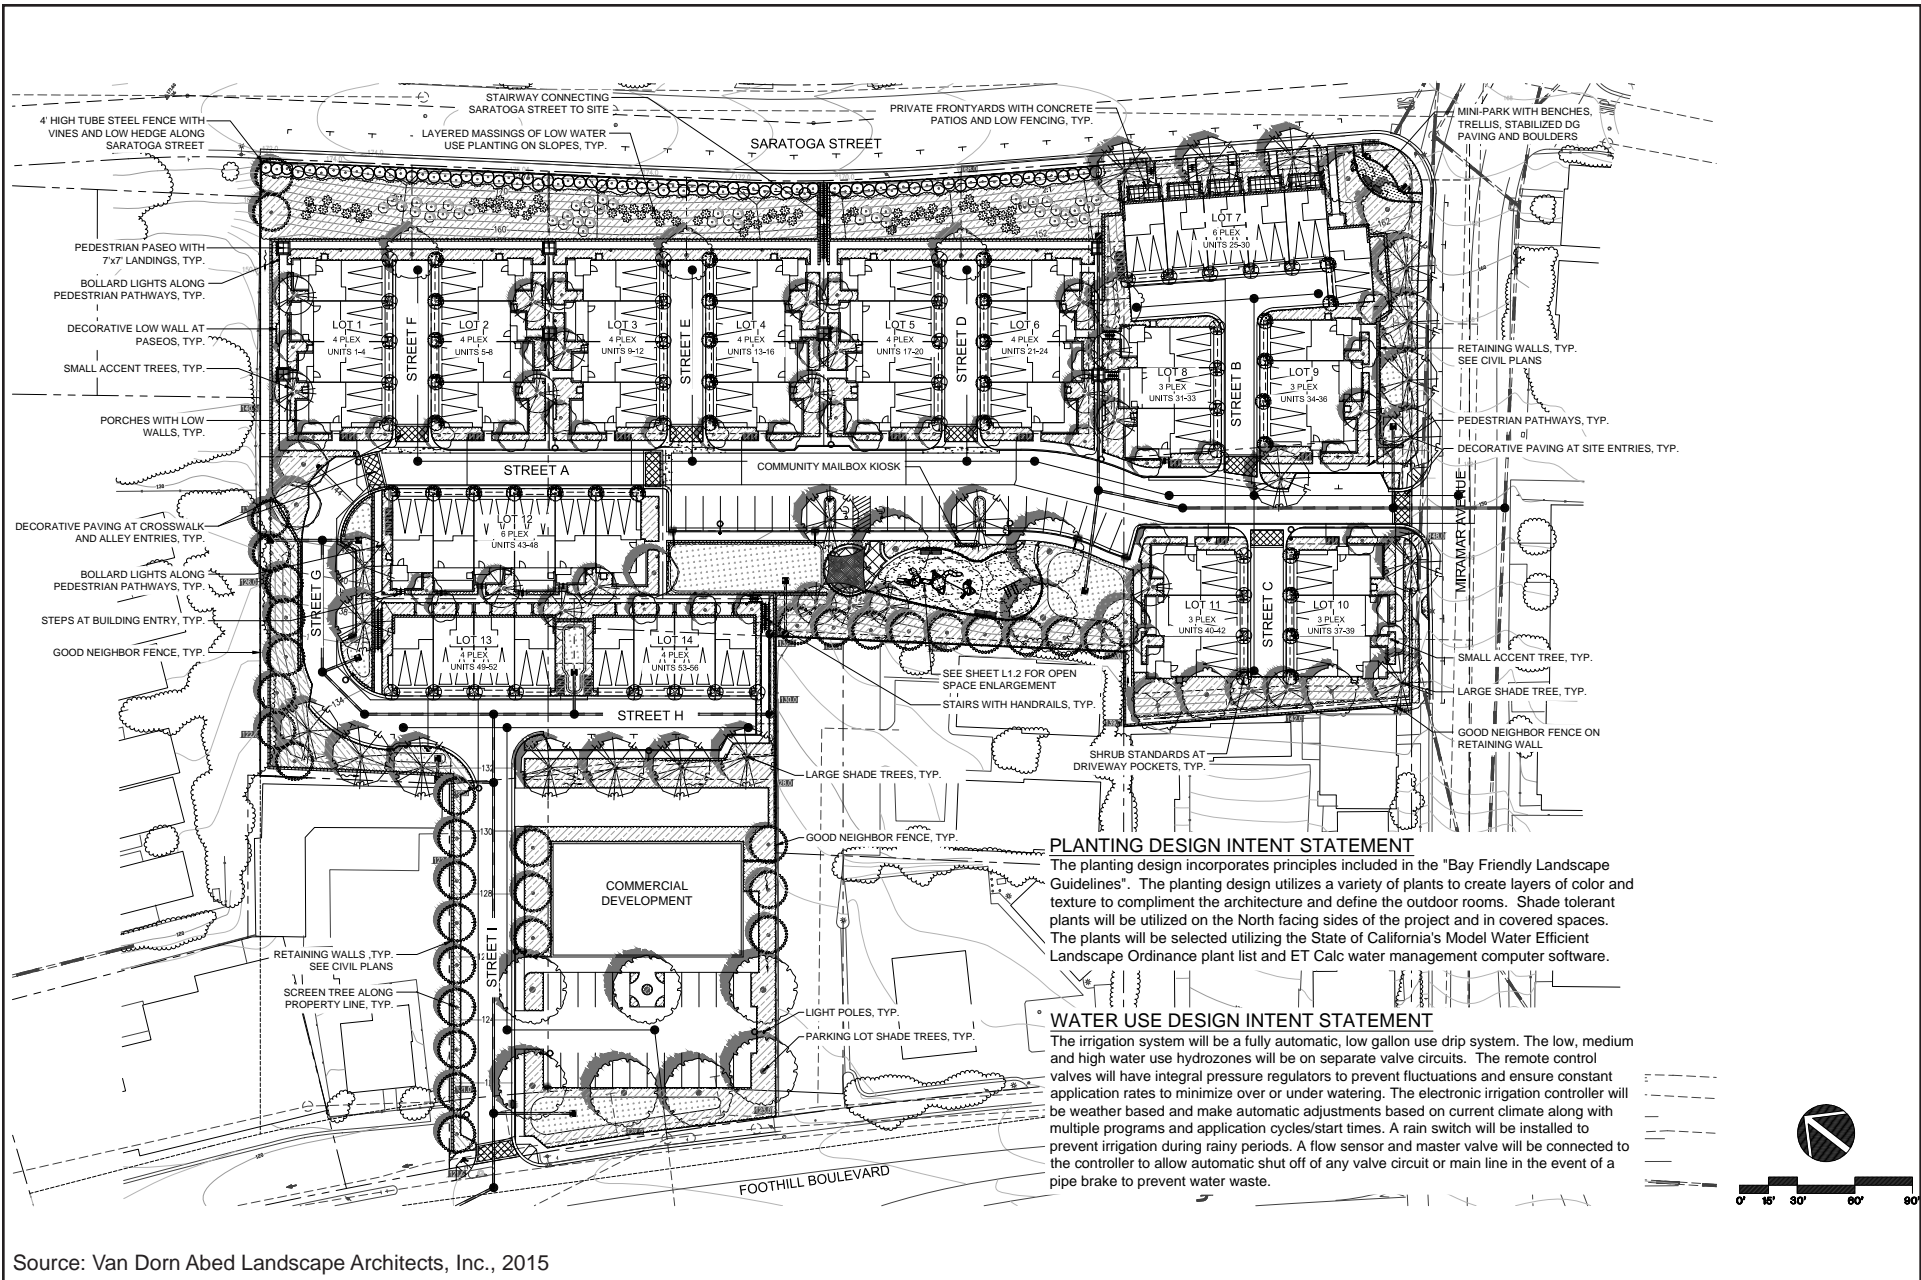 STAIRWAY CONNECTING
SARATOGA STREET TO SITE
4' HIGH TUBE STEEL FENCE WITH
VINES AND LOW HEDGE ALONG
SARATOGA STREET
LAYERED MASSINGS OF LOW WATER
USE PLANTING ON SLOPES, TYP.
SARATOGA STREET
PRIVATE FRONTYARDS WITH CONCRETE
PATIOS AND LOW FENCING, TYP.
MINI-PARK WITH BENCHES,
TRELLIS, STABILIZED DG
PAVING AND BOULDERS
PEDESTRIAN PASEO WITH
7'x7' LANDINGS, TYP.
BOLLARD LIGHTS ALONG
PEDESTRIAN PATHWAYS, TYP.
DECORATIVE LOW WALL AT
PASEOS, TYP.
SMALL ACCENT TREES, TYP.
PORCHES WITH LOW
WALLS, TYP.
160
152
162
LOT 1
4 PLEX
UNITS 1-4
STREET F
LOT 2
4 PLEX
UNITS 5-8
LOT 3
4 PLEX
UNITS 9-12
STREET E
LOT 4
4 PLEX
UNITS 13-16
LOT 5
4 PLEX
UNITS 17-20
STREET D
LOT 6
4 PLEX
UNITS 21-24
LOT 7
6 PLEX
UNITS 25-30
LOT 8
3 PLEX
UNITS 31-33
STREET B
LOT 9
3 PLEX
UNITS 34-36
RETAINING WALLS, TYP.
SEE CIVIL PLANS
PEDESTRIAN PATHWAYS, TYP.
DECORATIVE PAVING AT SITE ENTRIES, TYP.
STREET A
COMMUNITY MAILBOX KIOSK
MIRAMAR AVENUE
DECORATIVE PAVING AT CROSSWALK
AND ALLEY ENTRIES, TYP.
BOLLARD LIGHTS ALONG
PEDESTRIAN PATHWAYS, TYP.
STEPS AT BUILDING ENTRY, TYP.
GOOD NEIGHBOR FENCE, TYP.
STREET G
LOT 12
6 PLEX
UNITS 43-48
LOT 13
4 PLEX
UNITS 49-52
LOT 14
4 PLEX
UNITS 53-56
LOT 11
3 PLEX
UNITS 40-42
STREET C
LOT 10
3 PLEX
UNITS 37-39
SEE SHEET L1.2 FOR OPEN
SPACE ENLARGEMENT
STAIRS WITH HANDRAILS, TYP.
SMALL ACCENT TREE, TYP.
LARGE SHADE TREE, TYP.
GOOD NEIGHBOR FENCE ON
RETAINING WALL
SHRUB STANDARDS AT
DRIVEWAY POCKETS, TYP.
134
STREET H
LARGE SHADE TREES, TYP.
130
GOOD NEIGHBOR FENCE, TYP.
COMMERCIAL
DEVELOPMENT
128
STREET I
RETAINING WALLS ,TYP.
SEE CIVIL PLANS
SCREEN TREE ALONG
PROPERTY LINE, TYP.
LIGHT POLES, TYP.
PARKING LOT SHADE TREES, TYP.
FOOTHILL BOULEVARD
PLANTING DESIGN INTENT STATEMENT
The planting design incorporates principles included in the "Bay Friendly Landscape
Guidelines". The planting design utilizes a variety of plants to create layers of color and
texture to compliment the architecture and define the outdoor rooms. Shade tolerant
plants will be utilized on the North facing sides of the project and in covered spaces.
The plants will be selected utilizing the State of California's Model Water Efficient
Landscape Ordinance plant list and ET Calc water management computer software.
WATER USE DESIGN INTENT STATEMENT
The irrigation system will be a fully automatic, low gallon use drip system. The low, medium
and high water use hydrozones will be on separate valve circuits. The remote control
valves will have integral pressure regulators to prevent fluctuations and ensure constant
application rates to minimize over or under watering. The electronic irrigation controller will
be weather based and make automatic adjustments based on current climate along with
multiple programs and application cycles/start times. A rain switch will be installed to
prevent irrigation during rainy periods. A flow sensor and master valve will be connected to
the controller to allow automatic shut off of any valve circuit or main line in the event of a
pipe brake to prevent water waste.
0' 15' 30' 60' 90'
Source: Van Dorn Abed Landscape Architects, Inc., 2015